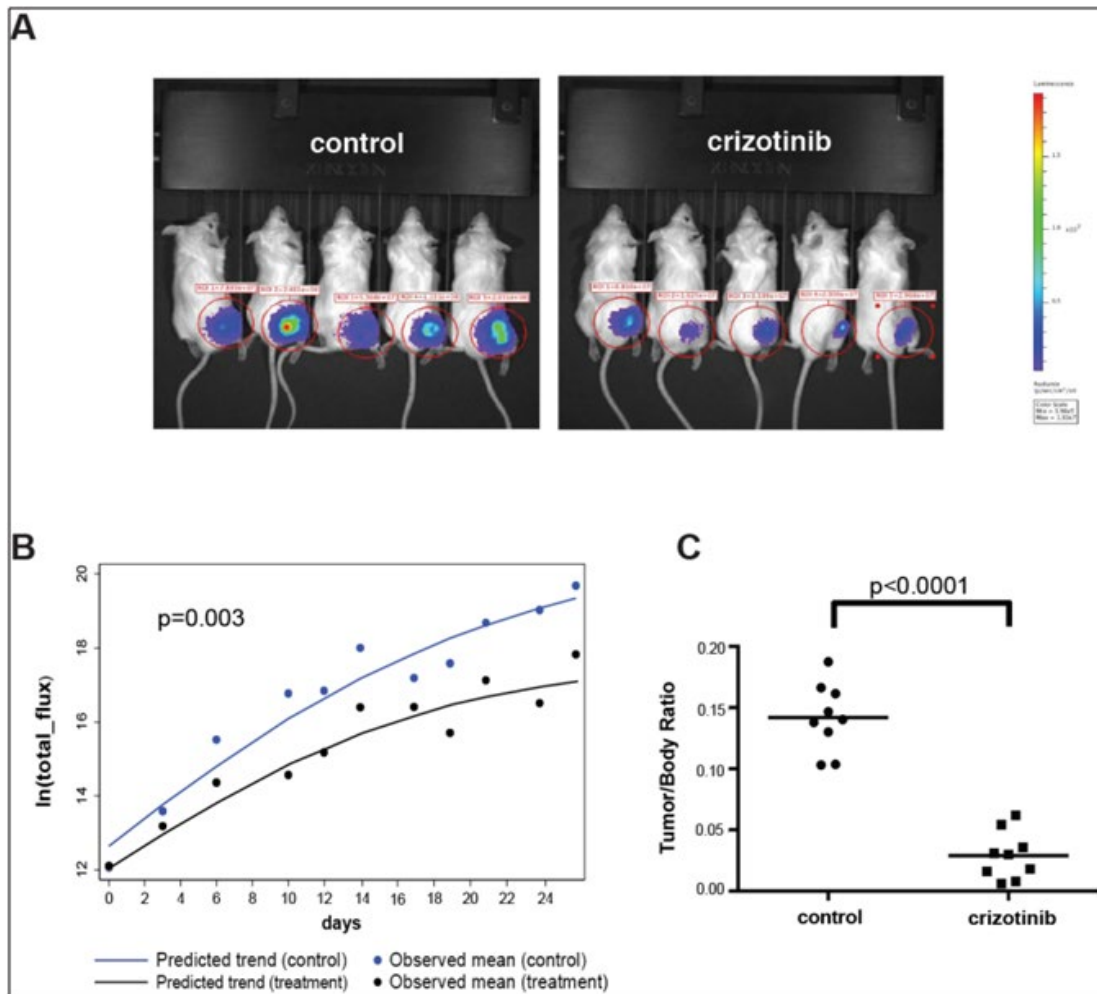 A
control
crizotinib
Luminescence
B
p=0.003
20
18
16
14
12
ln(total_flux)
0 2 4 6 8 10 12 14 16 18 20 22 24
days
Predicted trend (control)
Observed mean (control)
Predicted trend (treatment)
Observed mean (treatment)
C
p<0.0001
0.20
0.15
0.10
0.05
0.00
Tumor/Body Ratio
control
crizotinib